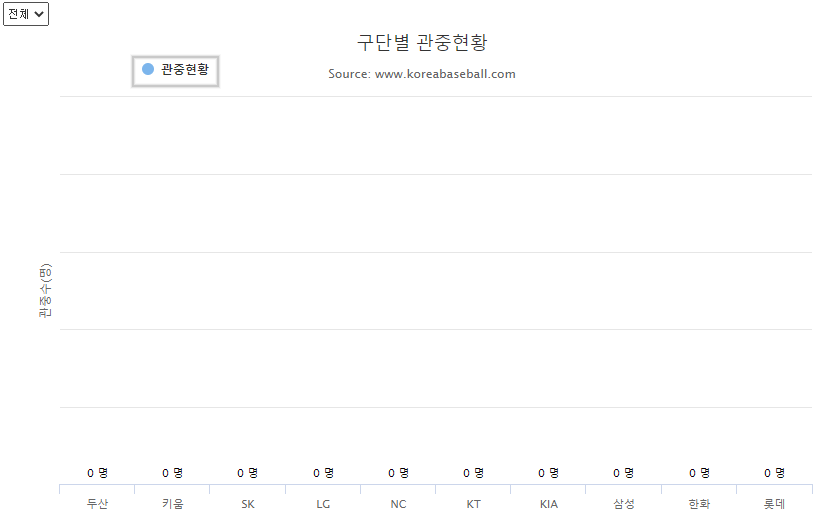 전체
구단별 관중현황
관중현황
Source: www.koreabaseball.com
관중수(명)
0 명 0 명 0 명 0 명 0 명 0 명 0 명 0 명 0 명 0 명
두산 키움 SK LG NC KT KIA 삼성 한화 롯데